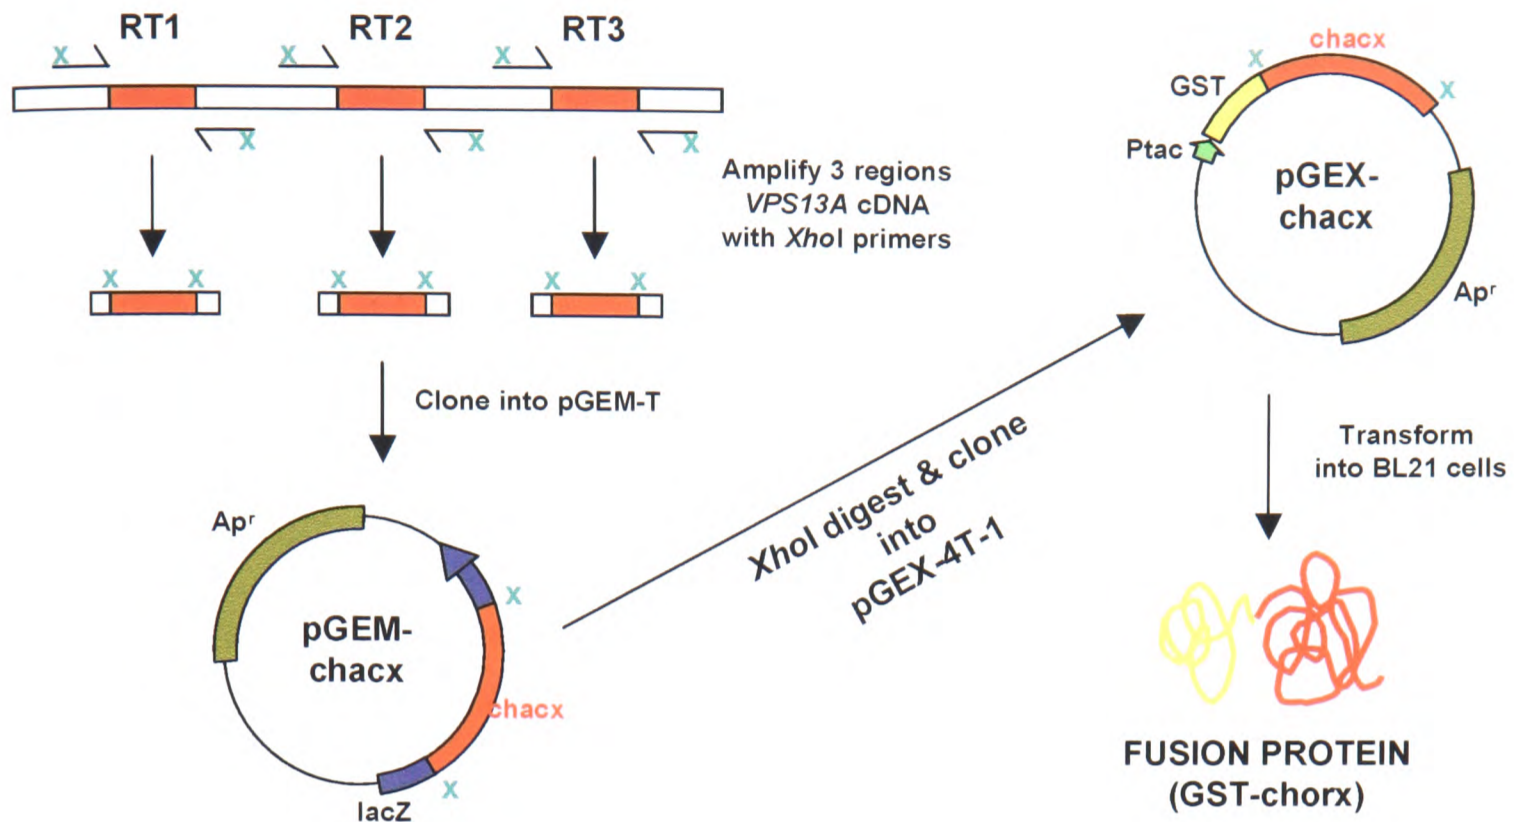 RT1
RT2
RT3
X
X
X
X
X
X
Amplify 3 regions
VPS13A cDNA
with XhoI primers
X
X
X
X
X
X
Clone into pGEM-T
Apʳ
X
pGEM-
chacx
chacx
X
lacZ
XhoI digest & clone
into
pGEX-4T-1
chacx
X
X
GST
Ptac
pGEX-
chacx
Apʳ
Transform
into BL21 cells
FUSION PROTEIN
(GST-chorx)